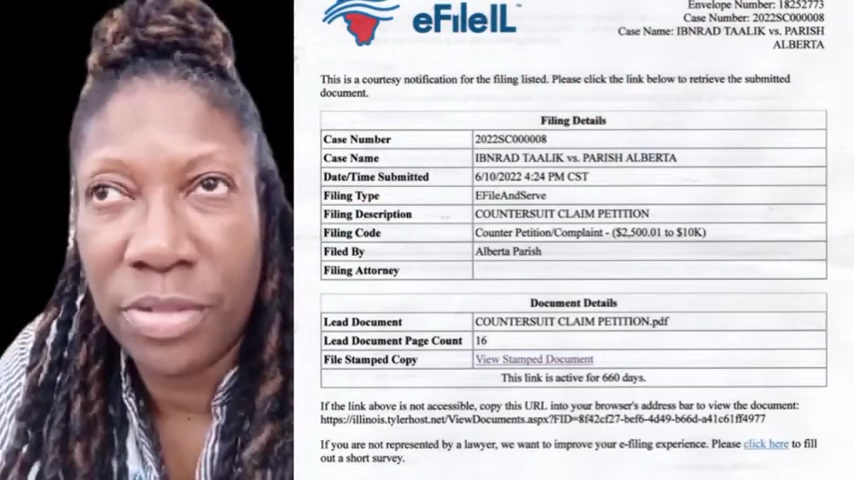 eFileIL™
Envelope Number: 18252773
Case Number: 2022SC000008
Case Name: IBNRAD TAALIK vs. PARISH
ALBERTA
This is a courtesy notification for the filing listed. Please click the link below to retrieve the submitted
document.
Filing Details
Case Number 2022SC000008
Case Name IBNRAD TAALIK vs. PARISH ALBERTA
Date/Time Submitted 6/10/2022 4:24 PM CST
Filing Type EFileAndServe
Filing Description COUNTERSUIT CLAIM PETITION
Filing Code Counter Petition/Complaint - ($2,500.01 to $10K)
Filed By Alberta Parish
Filing Attorney
Document Details
Lead Document COUNTERSUIT CLAIM PETITION.pdf
Lead Document Page Count 16
File Stamped Copy View Stamped Document
This link is active for 660 days.
If the link above is not accessible, copy this URL into your browser's address bar to view the document:
https://illinois.tylerhost.net/ViewDocuments.aspx?FID=8f42cf27-bef6-4d49-b66d-a41c61ff4977
If you are not represented by a lawyer, we want to improve your e-filing experience. Please click here to fill
out a short survey.